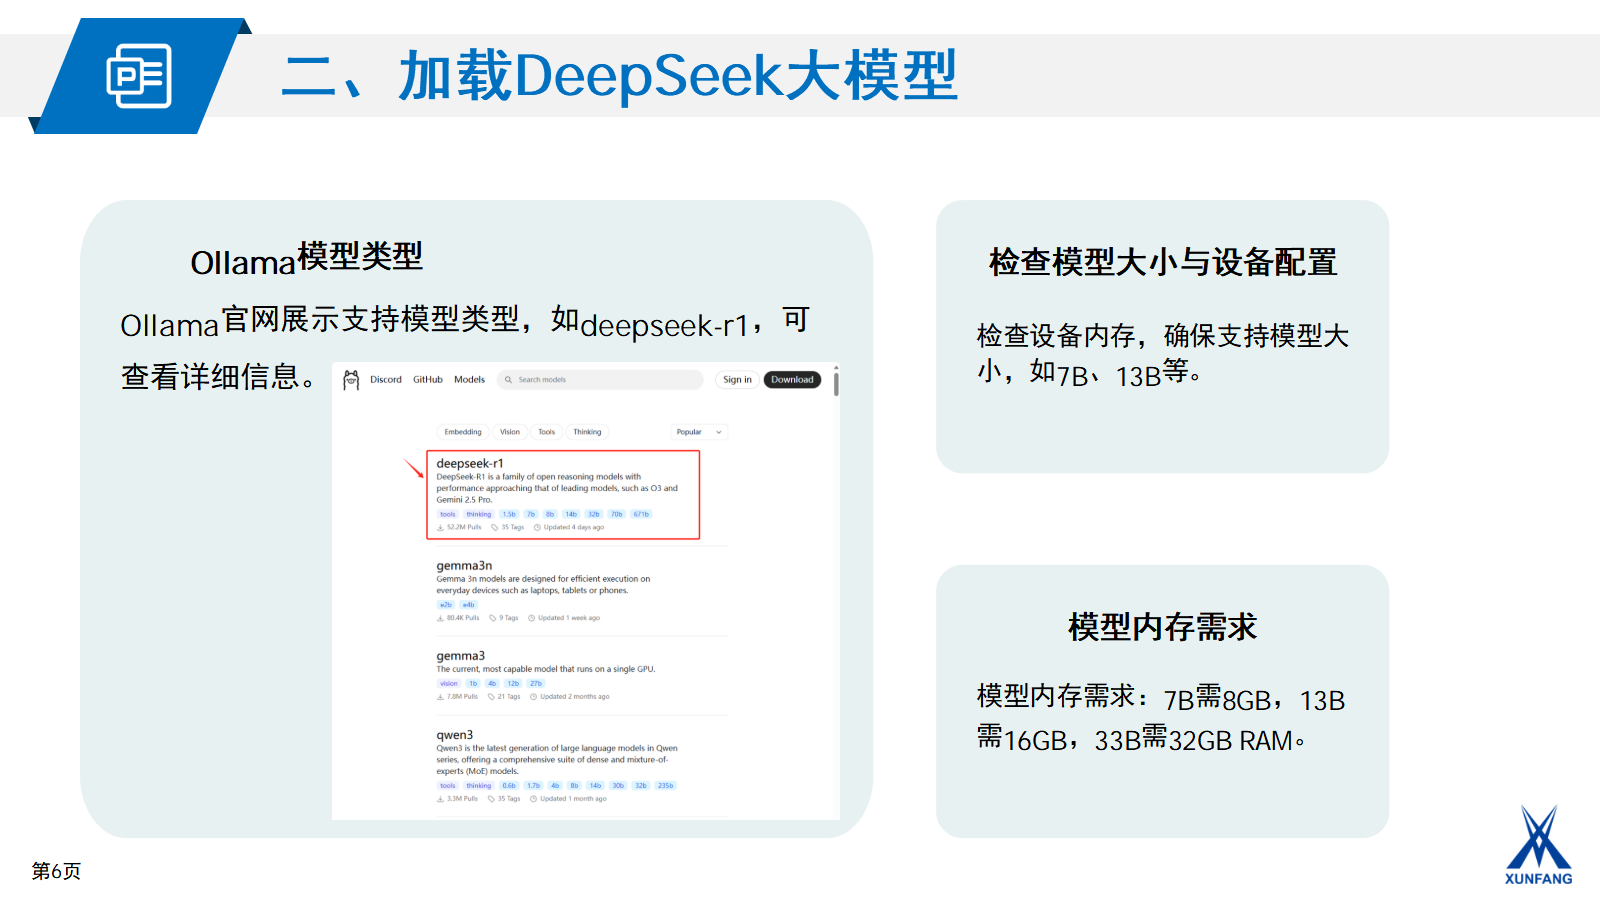 二、加载DeepSeek大模型
Ollama模型类型
Ollama官网展示支持模型类型，如deepseek-r1，可
查看详细信息。
Discord GitHub Models Search models Sign in Download
Embedding Vision Tools Thinking Popular
deepseek-r1
DeepSeek-R1 is a family of open reasoning models with
performance approaching that of leading models, such as O3 and
Gemini 2.5 Pro.
tools thinking 1.5b 7b 8b 14b 32b 70b 671b
52.2M Pulls 35 Tags Updated 4 days ago
gemma3n
Gemma 3n models are designed for efficient execution on
everyday devices such as laptops, tablets or phones.
e2b e4b
80.4K Pulls 9 Tags Updated 1 week ago
gemma3
The current, most capable model that runs on a single GPU.
vision 1b 4b 12b 27b
7.8M Pulls 21 Tags Updated 2 months ago
qwen3
Qwen3 is the latest generation of large language models in Qwen
series, offering a comprehensive suite of dense and mixture-of-
experts (MoE) models.
tools thinking 0.6b 1.7b 4b 8b 14b 30b 32b 235b
3.3M Pulls 35 Tags Updated 1 month ago
检查模型大小与设备配置
检查设备内存，确保支持模型大
小，如7B、13B等。
模型内存需求
模型内存需求：7B需8GB，13B
需16GB，33B需32GB RAM。
第6页
XUNFANG